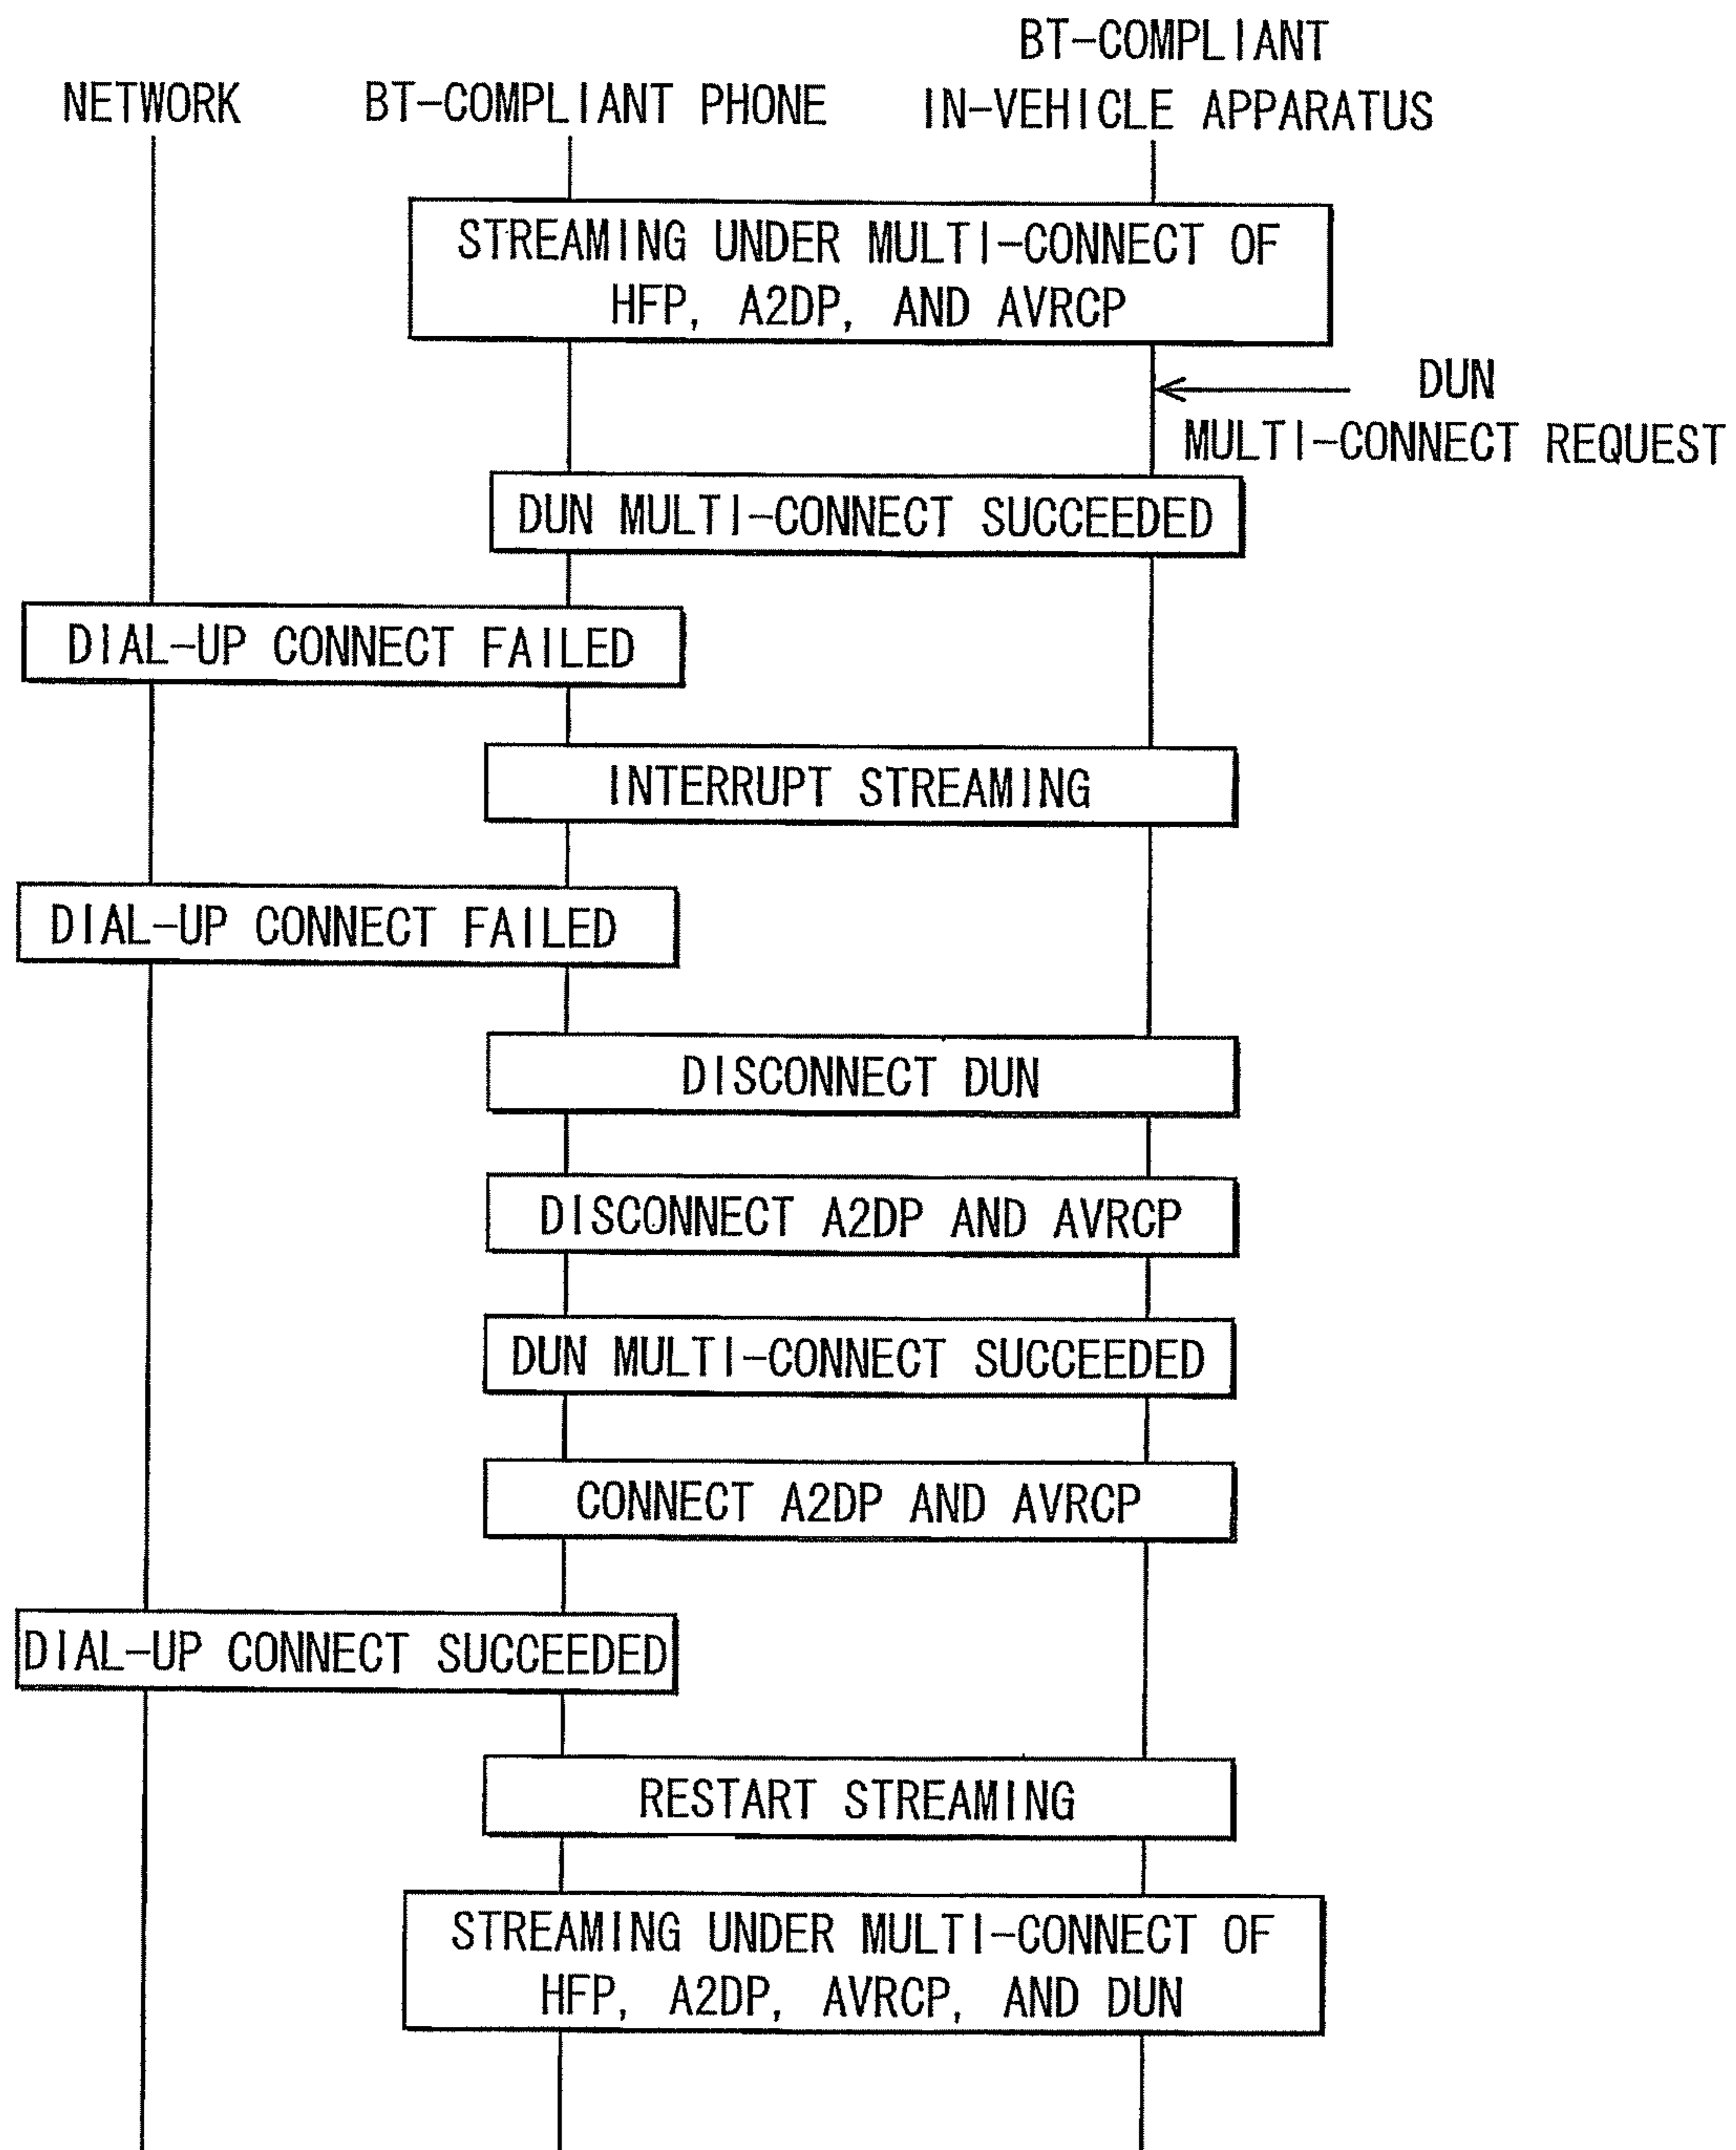 NETWORK
BT-COMPLIANT PHONE
BT-COMPLIANT
IN-VEHICLE APPARATUS
STREAMING UNDER MULTI-CONNECT OF
HFP, A2DP, AND AVRCP
DUN
MULTI-CONNECT REQUEST
DUN MULTI-CONNECT SUCCEEDED
DIAL-UP CONNECT FAILED
INTERRUPT STREAMING
DIAL-UP CONNECT FAILED
DISCONNECT DUN
DISCONNECT A2DP AND AVRCP
DUN MULTI-CONNECT SUCCEEDED
CONNECT A2DP AND AVRCP
DIAL-UP CONNECT SUCCEEDED
RESTART STREAMING
STREAMING UNDER MULTI-CONNECT OF
HFP, A2DP, AVRCP, AND DUN